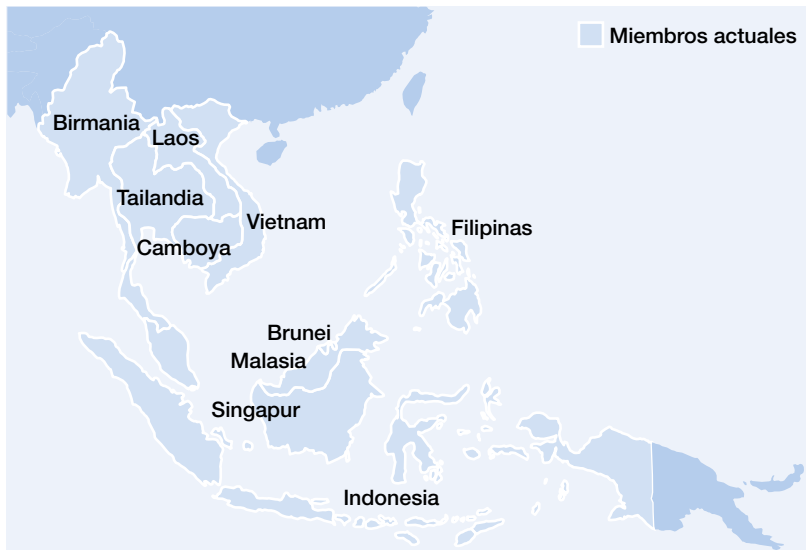 Miembros actuales
Birmania
Laos
Tailandia
Vietnam
Filipinas
Camboya
Brunei
Malasia
Singapur
Indonesia